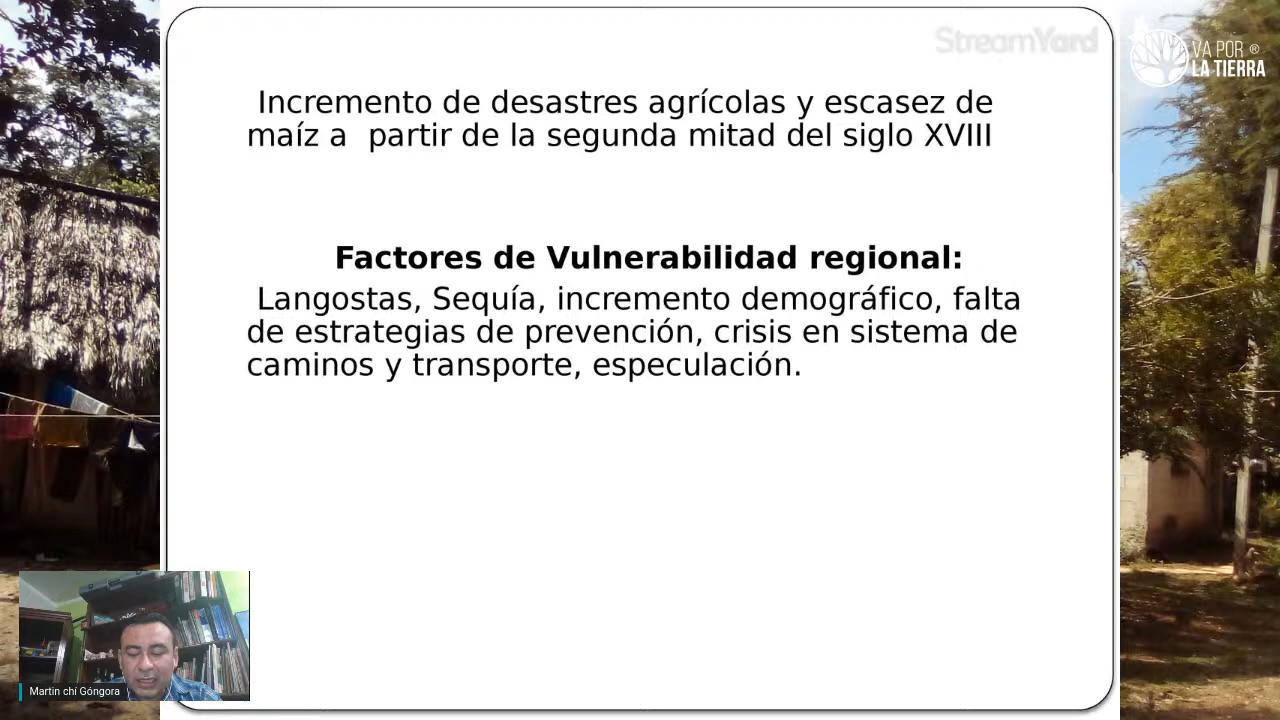 StreamYard
VA POR ®
LA TIERRA
Incremento de desastres agrícolas y escasez de
maíz a partir de la segunda mitad del siglo XVIII
Factores de Vulnerabilidad regional:
Langostas, Sequía, incremento demográfico, falta
de estrategias de prevención, crisis en sistema de
caminos y transporte, especulación.
Martin chí Góngora